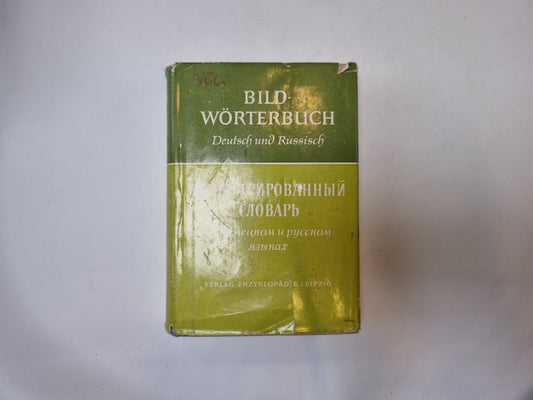 BILD-
WÖRTERBUCH
Deutsch und Russisch
СЛОВАРЬ
и русском
языках
VERLAG ENZYKLOPÄDIE LEIPZIG